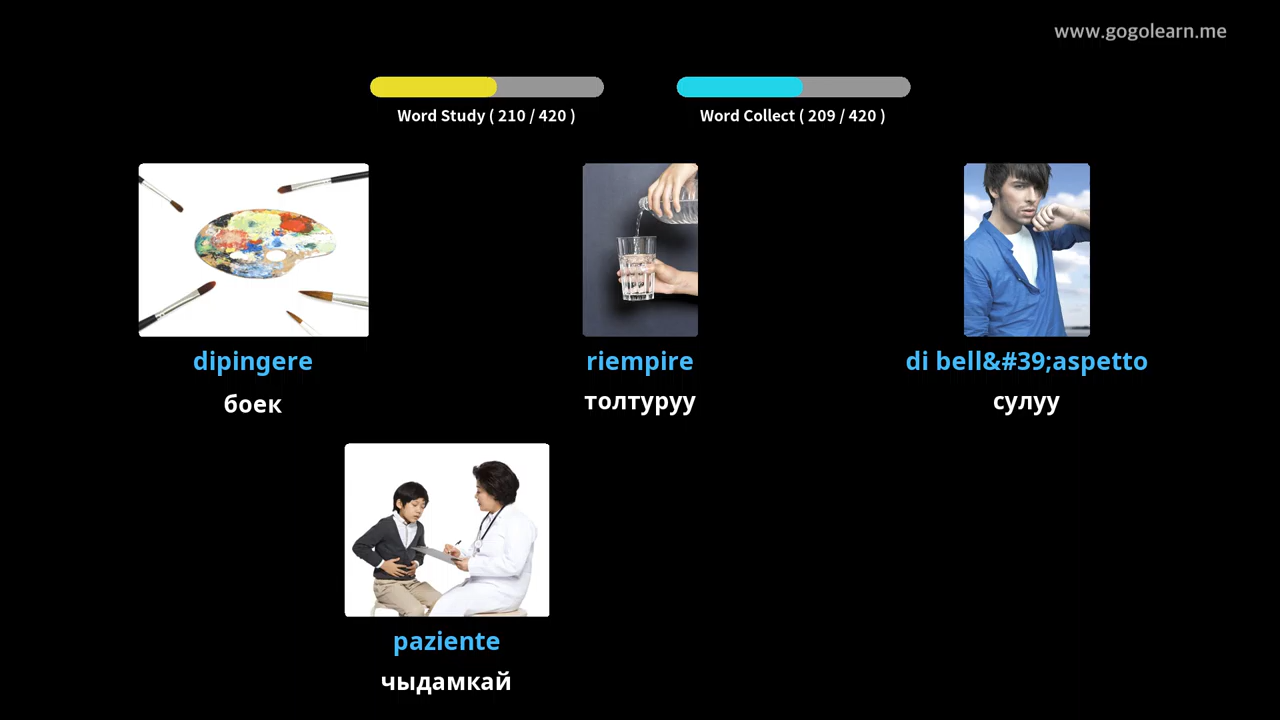 www.gogolearn.me
Word Study ( 210 / 420 )
Word Collect ( 209 / 420 )
dipingere
боек
riempire
толтуруу
di bell&#39;aspetto
сулуу
paziente
чыдамкай